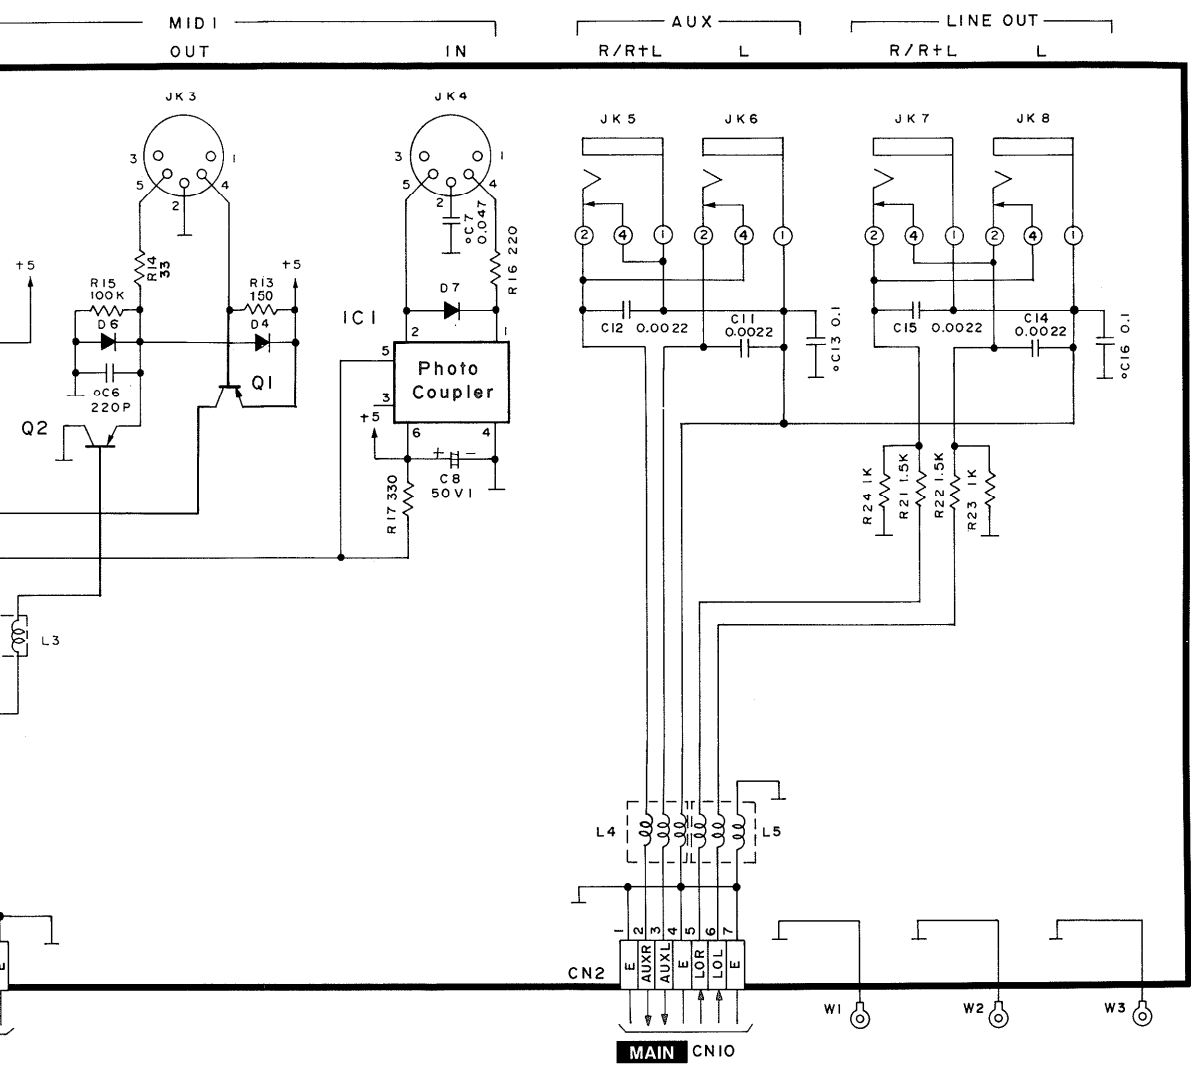 MIDI
AUX
LINE OUT
OUT
IN
R/R+L
L
R/R+L
L
JK3
JK4
JK5
JK6
JK7
JK8
3
1
5
4
2
3
1
5
4
2
oC7
0.047
R16 220
R14
33
2
4
1
2
4
1
2
4
1
2
4
1
+5
R15
100K
R13
150
+5
D6
D4
D7
IC1
2
1
C12
0.0022
C11
0.0022
oC13 0.1
C15
0.0022
C14
0.0022
oC16 0.1
5
3
Photo
Coupler
oC6
220P
Q1
Q2
+5
6
4
+
-
C8
50V1
R17 330
R24 1K
R21 1.5K
R22 1.5K
R23 1K
L3
L4
L5
1
2
3
4
5
6
7
CN2
E
AUXR
AUXL
E
LOR
LOL
E
E
W1
W2
W3
MAIN CN10